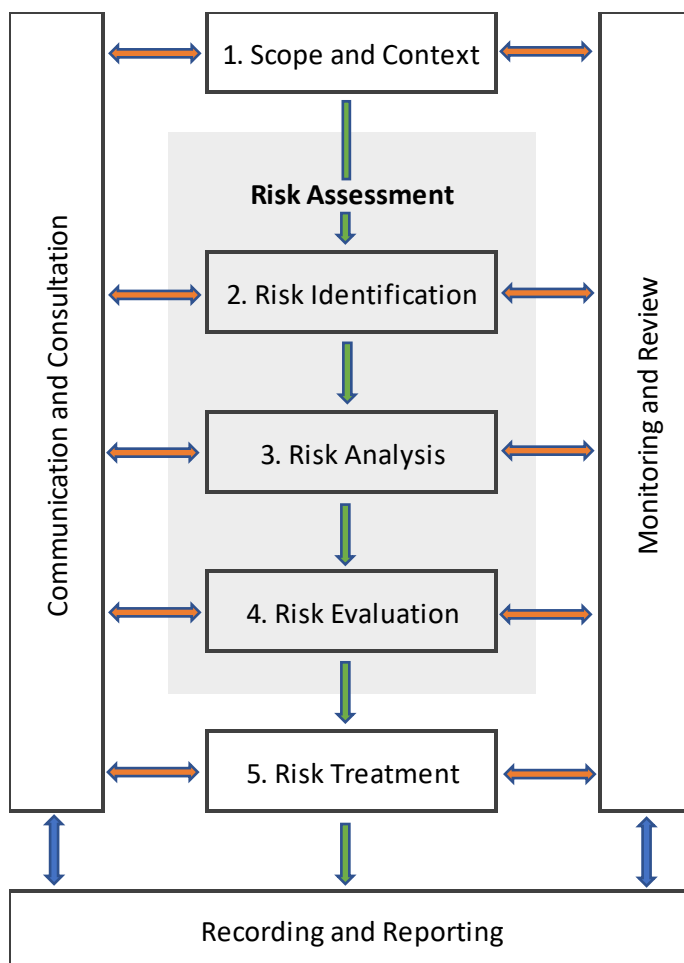 1. Scope and Context
Risk Assessment
2. Risk Identification
3. Risk Analysis
4. Risk Evaluation
5. Risk Treatment
Communication and Consultation
Monitoring and Review
Recording and Reporting